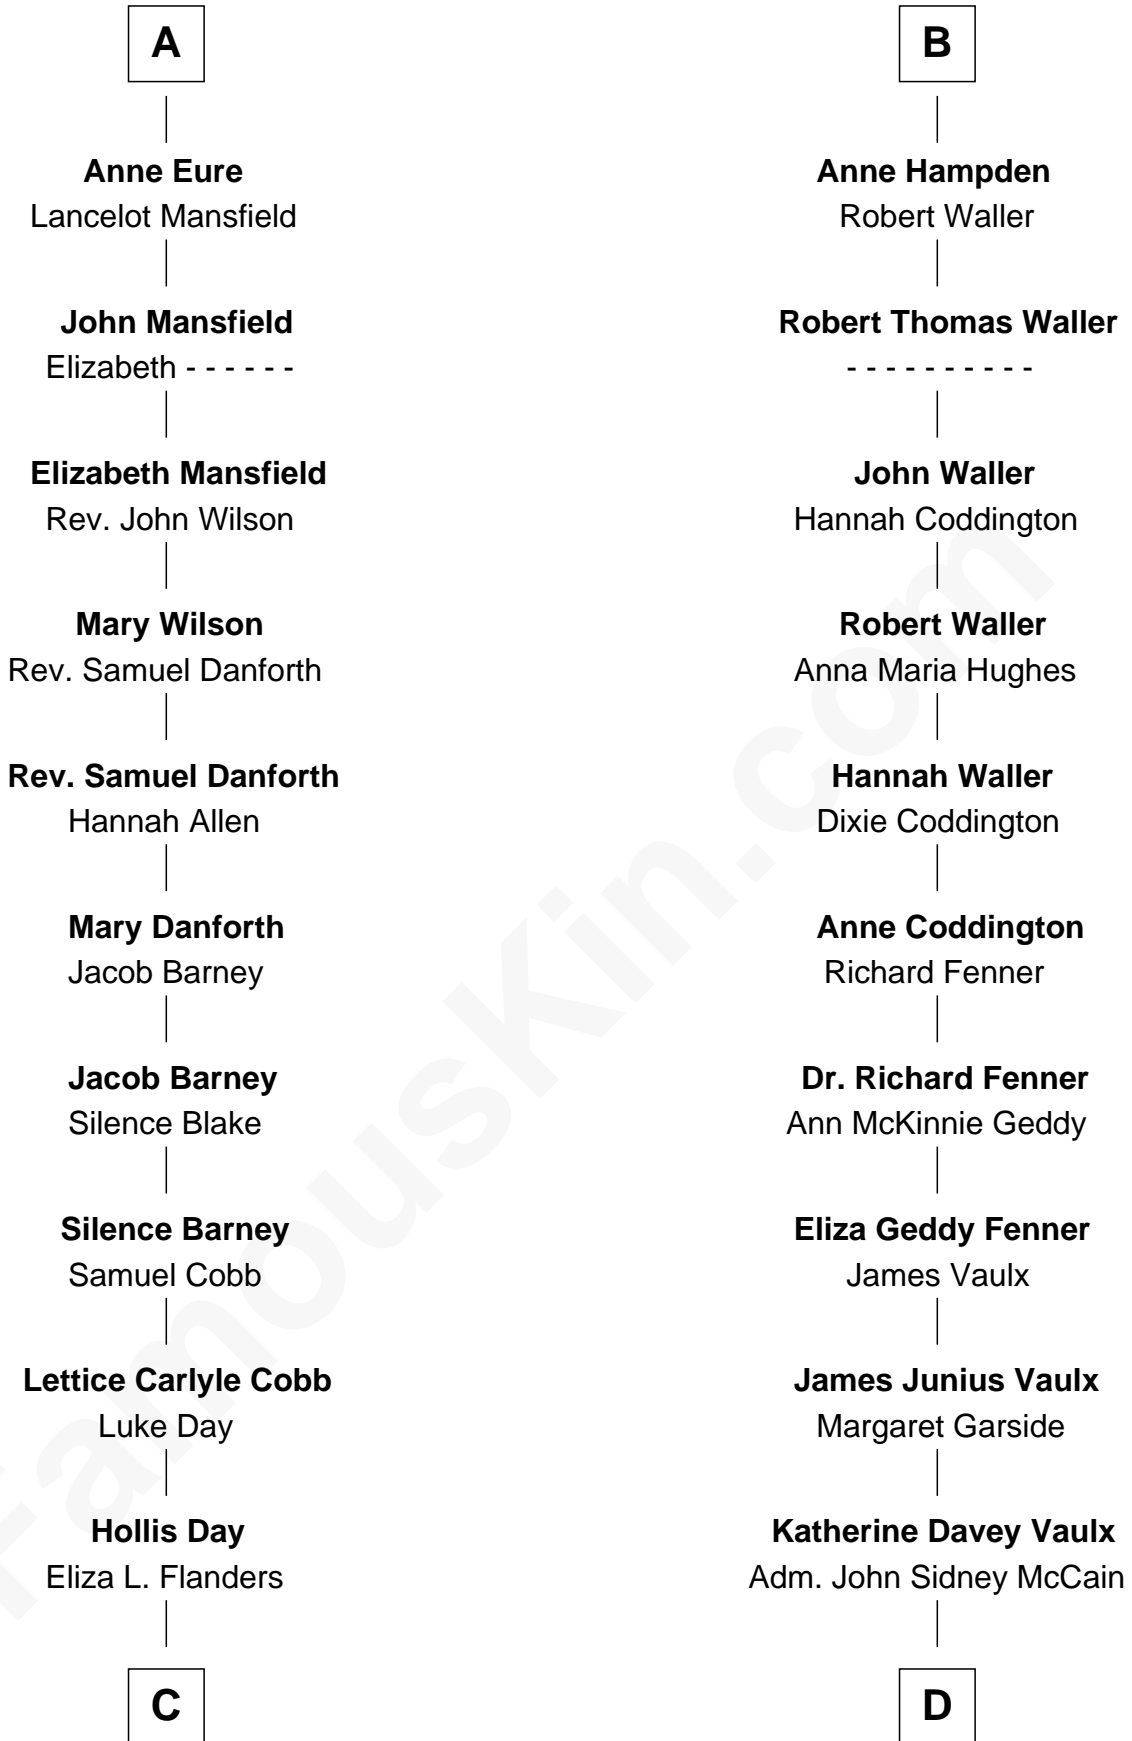 A
Anne Eure
Lancelot Mansfield
John Mansfield
Elizabeth - - - - - -
Elizabeth Mansfield
Rev. John Wilson
Mary Wilson
Rev. Samuel Danforth
Rev. Samuel Danforth
Hannah Allen
Mary Danforth
Jacob Barney
Jacob Barney
Silence Blake
Silence Barney
Samuel Cobb
Lettice Carlyle Cobb
Luke Day
Hollis Day
Eliza L. Flanders
C
B
Anne Hampden
Robert Waller
Robert Thomas Waller
- - - - - - - - - -
John Waller
Hannah Coddington
Robert Waller
Anna Maria Hughes
Hannah Waller
Dixie Coddington
Anne Coddington
Richard Fenner
Dr. Richard Fenner
Ann McKinnie Geddy
Eliza Geddy Fenner
James Vaulx
James Junius Vaulx
Margaret Garside
Katherine Davey Vaulx
Adm. John Sidney McCain
D
FamousKin.com